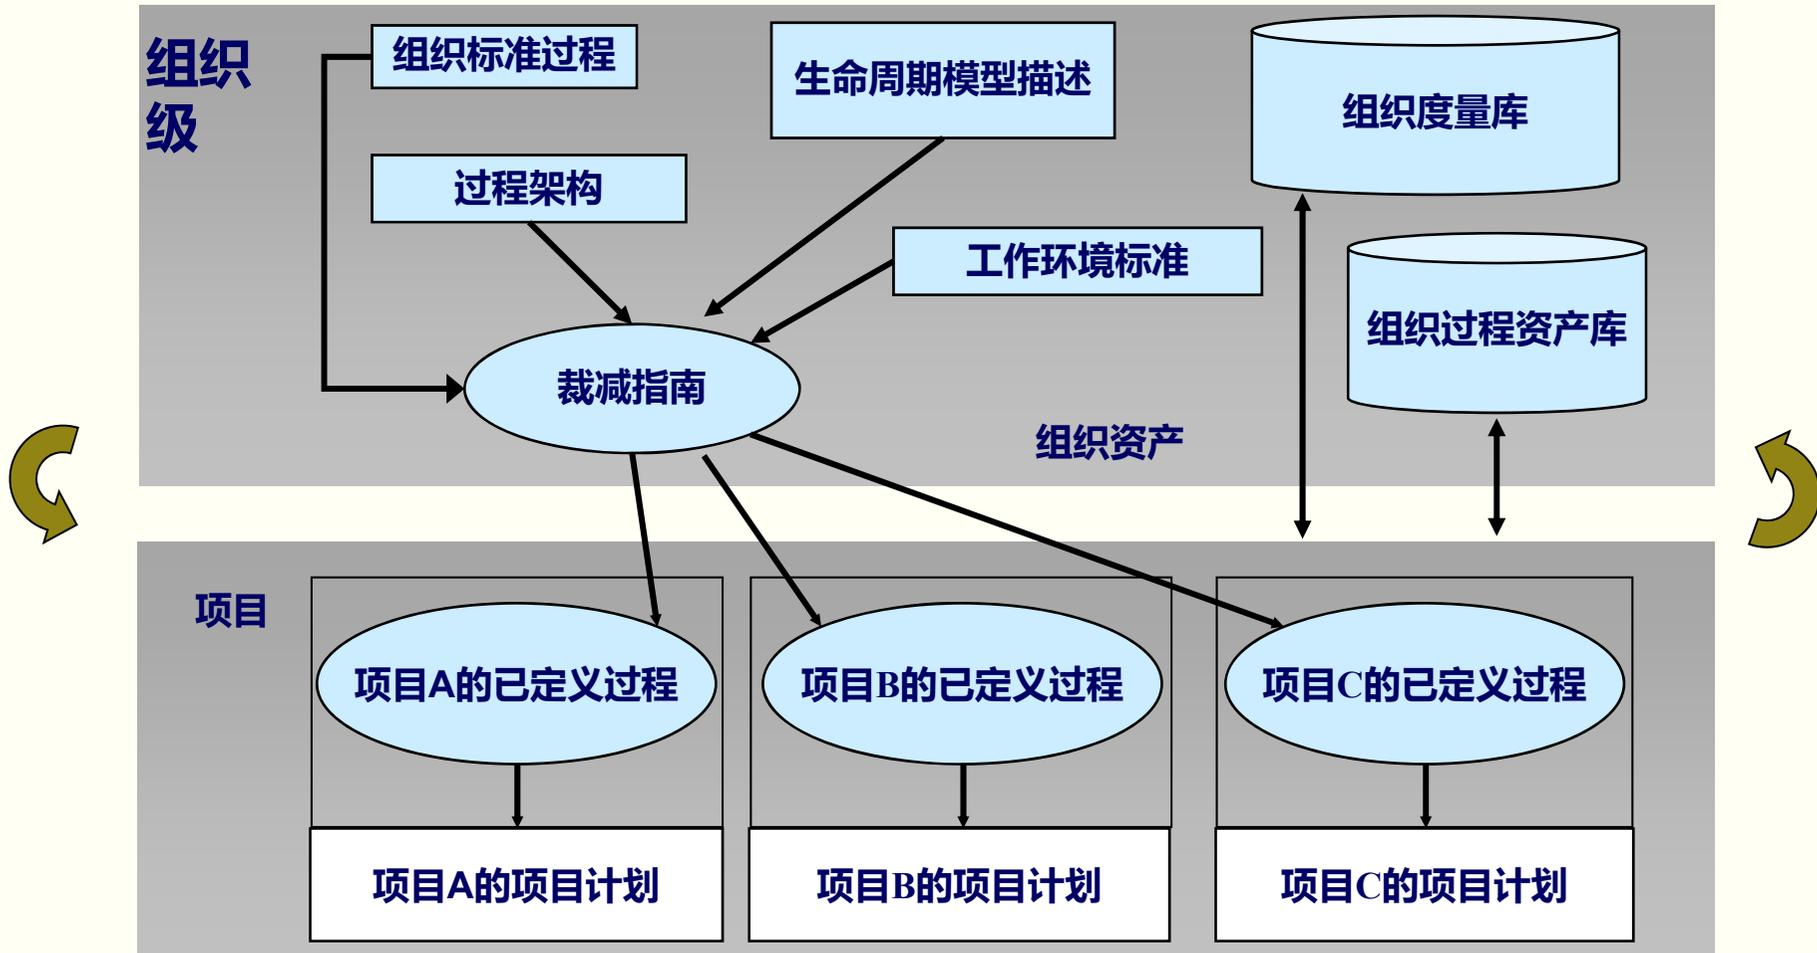 组织
级
组织标准过程
生命周期模型描述
组织度量库
过程架构
工作环境标准
组织过程资产库
裁减指南
组织资产
项目
项目A的已定义过程
项目B的已定义过程
项目C的已定义过程
项目A的项目计划
项目B的项目计划
项目C的项目计划